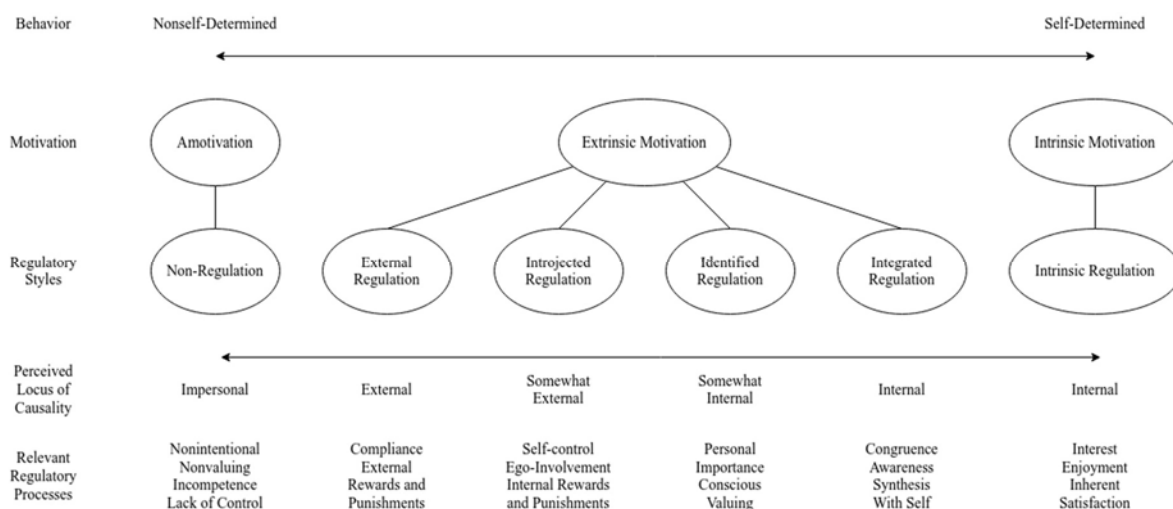 Behavior
Nonself-Determined
Self-Determined
Motivation
Amotivation
Extrinsic Motivation
Intrinsic Motivation
Regulatory
Styles
Non-Regulation
External
Regulation
Introjected
Regulation
Identified
Regulation
Integrated
Regulation
Intrinsic Regulation
Perceived
Locus of
Causality
Impersonal
External
Somewhat
External
Somewhat
Internal
Internal
Internal
Relevant
Regulatory
Processes
Nonintentional
Nonvaluing
Incompetence
Lack of Control
Compliance
External
Rewards and
Punishments
Self-control
Ego-Involvement
Internal Rewards
and Punishments
Personal
Importance
Conscious
Valuing
Congruence
Awareness
Synthesis
With Self
Interest
Enjoyment
Inherent
Satisfaction